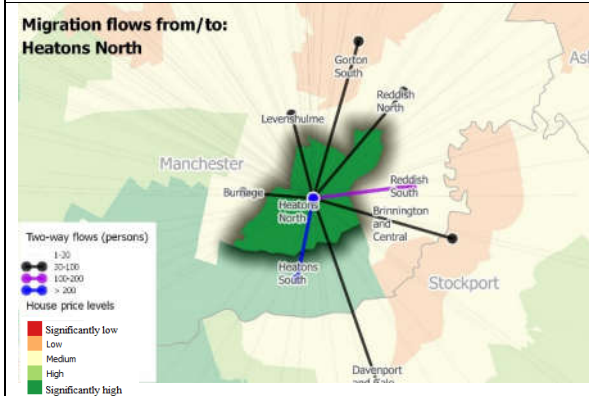 Migration flows from/to:
Heatons North
Gorton
South
Reddish
North
Levenshulme
Manchester
Burnage
Heatons
North
Reddish
South
Brinnington
and
Central
Heatons
South
Stockport
Davenport
Two-way flows (persons)
1-30
30-100
100-200
> 200
House price levels
Significantly low
Low
Medium
High
Significantly high